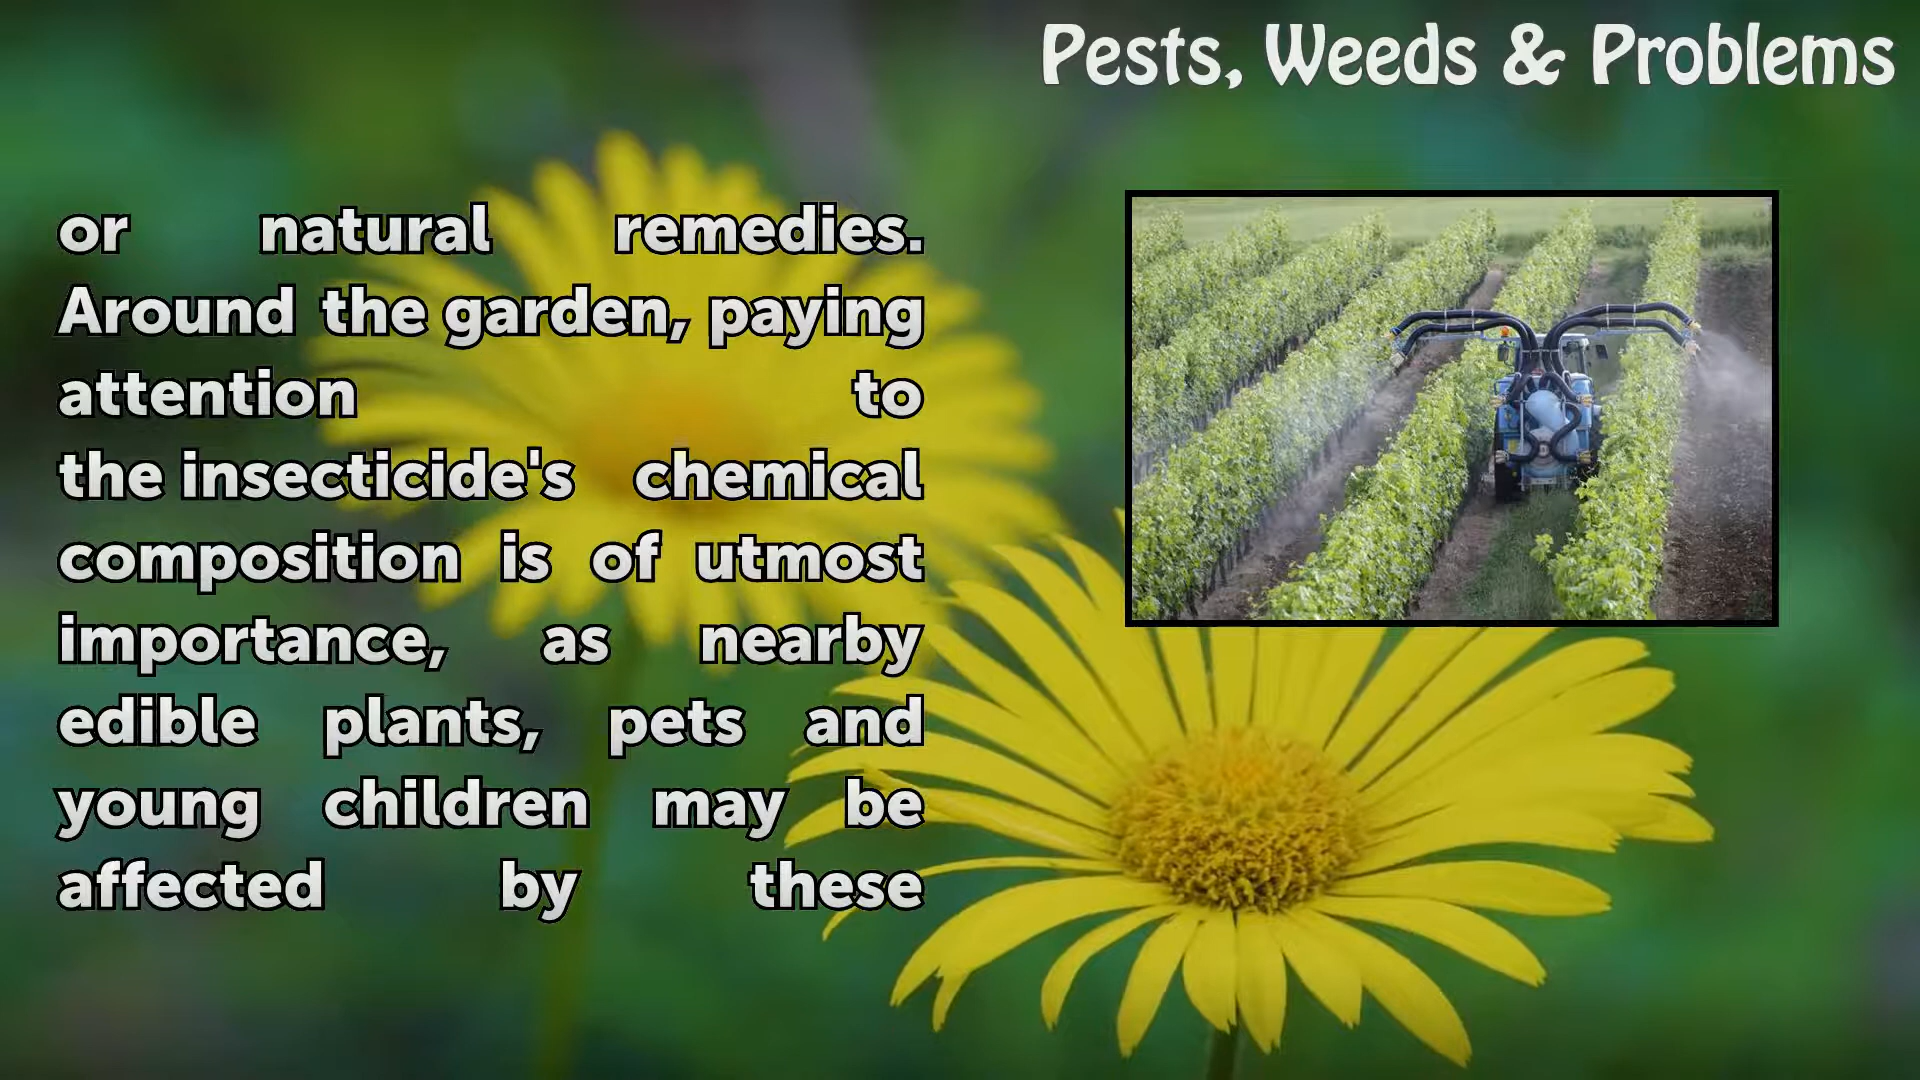 Pests, Weeds & Problems
or natural remedies.
Around the garden, paying
attention to
the insecticide's chemical
composition is of utmost
importance, as nearby
edible plants, pets and
young children may be
affected by these